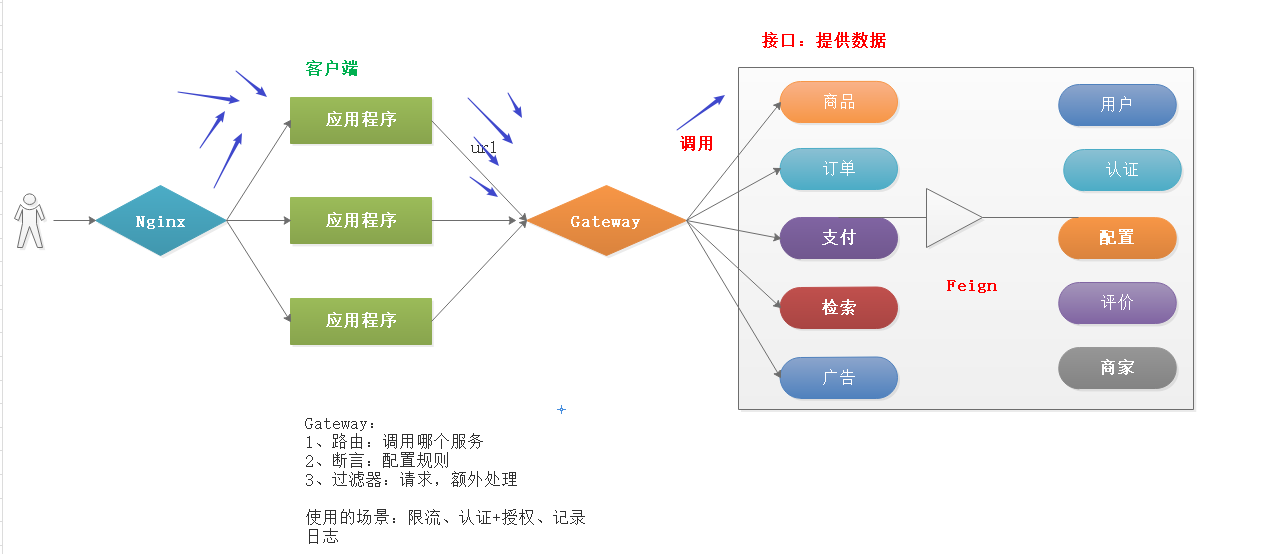 接口：提供数据
客户端
应用程序
商品
用户
url
调用
订单
认证
Nginx
应用程序
Gateway
支付
配置
Feign
应用程序
检索
评价
广告
商家
Gateway：
1、路由：调用哪个服务
2、断言：配置规则
3、过滤器：请求，额外处理
使用的场景：限流、认证+授权、记录
日志